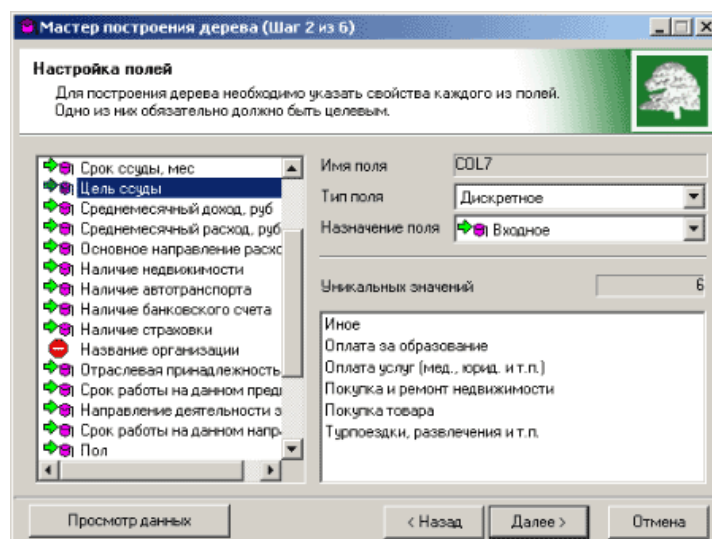 Мастер построения дерева (Шаг 2 из 6)
Настройка полей
Для построения дерева необходимо указать свойства каждого из полей.
Одно из них обязательно должно быть целевым.
Срок ссуды, мес
Цель ссуды
Среднемесячный доход, руб
Среднемесячный расход, руб
Основное направление расхо
Наличие недвижимости
Наличие автотранспорта
Наличие банковского счета
Наличие страховки
Название организации
Отраслевая принадлежность
Срок работы на данном предп
Направление деятельности з
Срок работы на данном напр
Пол
Имя поля COL7
Тип поля Дискретное
Назначение поля Входное
Уникальных значений 6
Иное
Оплата за образование
Оплата услуг (мед., юрид. и т.п.)
Покупка и ремонт недвижимости
Покупка товара
Турпоездки, развлечения и т.п.
Просмотр данных
< Назад
Далее >
Отмена